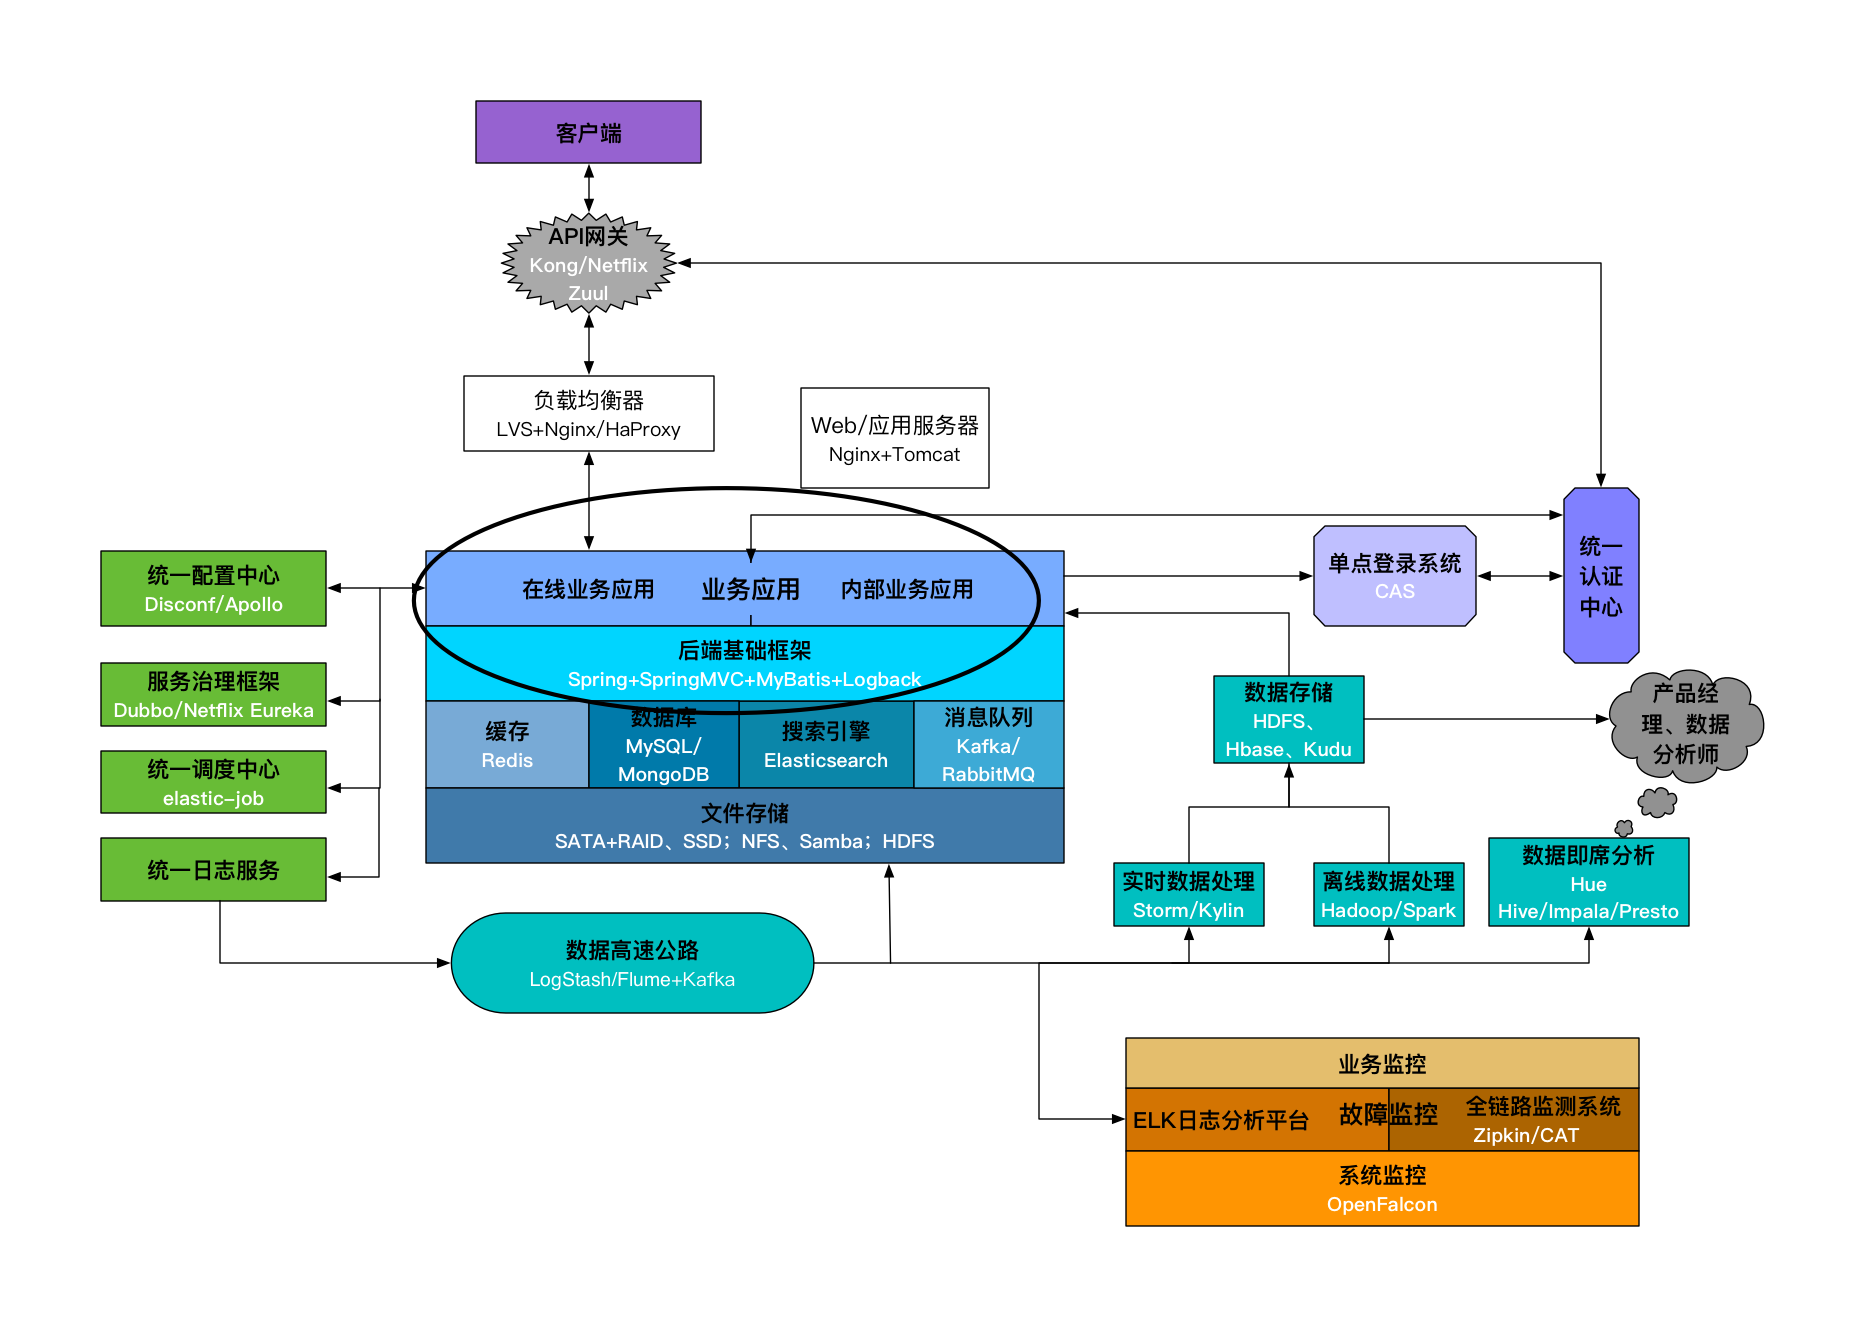 客户端
API网关
Kong/Netflix
Zuul
负载均衡器
LVS+Nginx/HaProxy
Web/应用服务器
Nginx+Tomcat
统一配置中心
Disconf/Apollo
服务治理框架
Dubbo/Netflix Eureka
统一调度中心
elastic-job
统一日志服务
在线业务应用
业务应用
内部业务应用
后端基础框架
Spring+SpringMVC+MyBatis+Logback
缓存
Redis
数据库
MySQL/
MongoDB
搜索引擎
Elasticsearch
消息队列
Kafka/
RabbitMQ
文件存储
SATA+RAID、SSD；NFS、Samba；HDFS
单点登录系统
CAS
统一
认证
中心
数据存储
HDFS、
Hbase、Kudu
产品经
理、数据
分析师
实时数据处理
Storm/Kylin
离线数据处理
Hadoop/Spark
数据即席分析
Hue
Hive/Impala/Presto
数据高速公路
LogStash/Flume+Kafka
业务监控
ELK日志分析平台
故障监控
全链路监测系统
Zipkin/CAT
系统监控
OpenFalcon